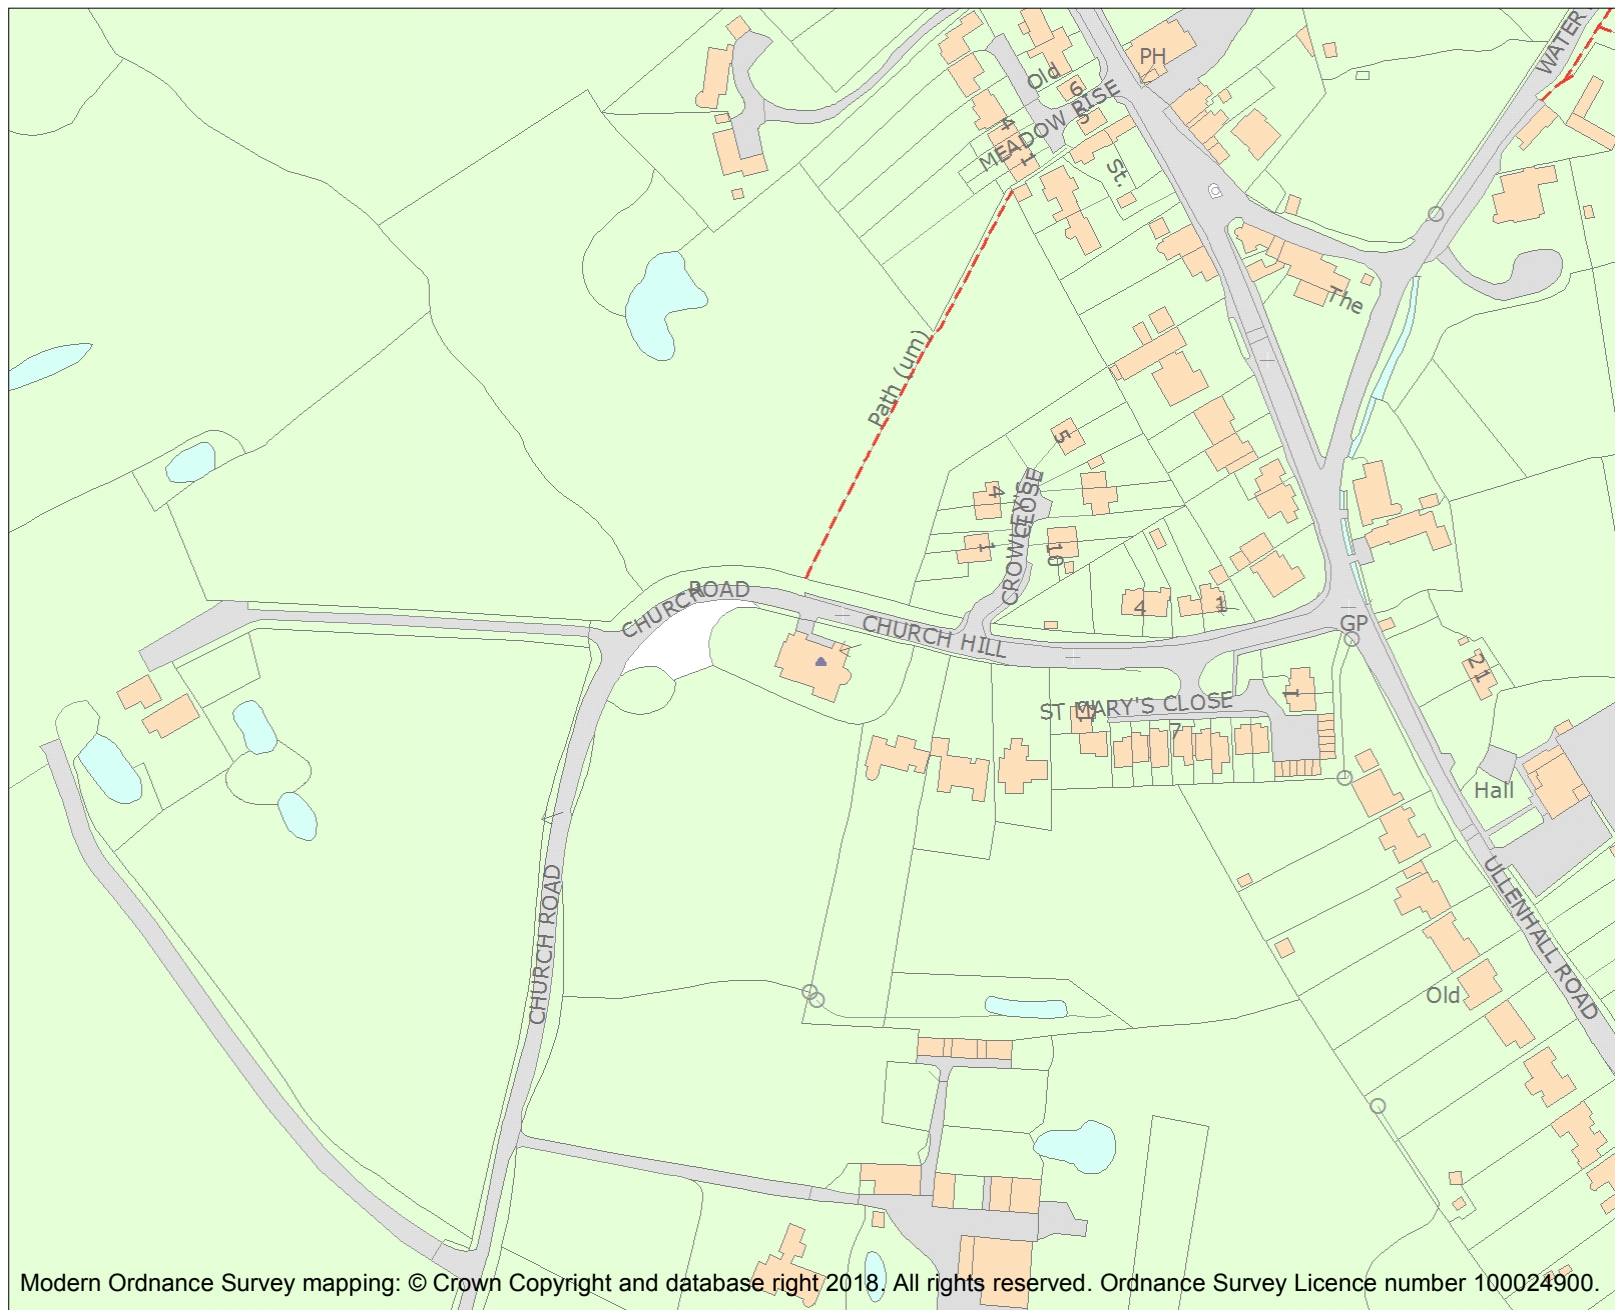 WATER
PH
Old
6
5
MEADOW RISE
4
1
St.
The
Path (um)
5
4
CROWLEY'S
CLOSE
1
10
CHURCH ROAD
4
1
CHURCH HILL
GP
21
ST MARY'S CLOSE
1
7
Hall
CHURCH ROAD
ULLENHALL ROAD
Old
Modern Ordnance Survey mapping: © Crown Copyright and database right 2018. All rights reserved. Ordnance Survey Licence number 100024900.